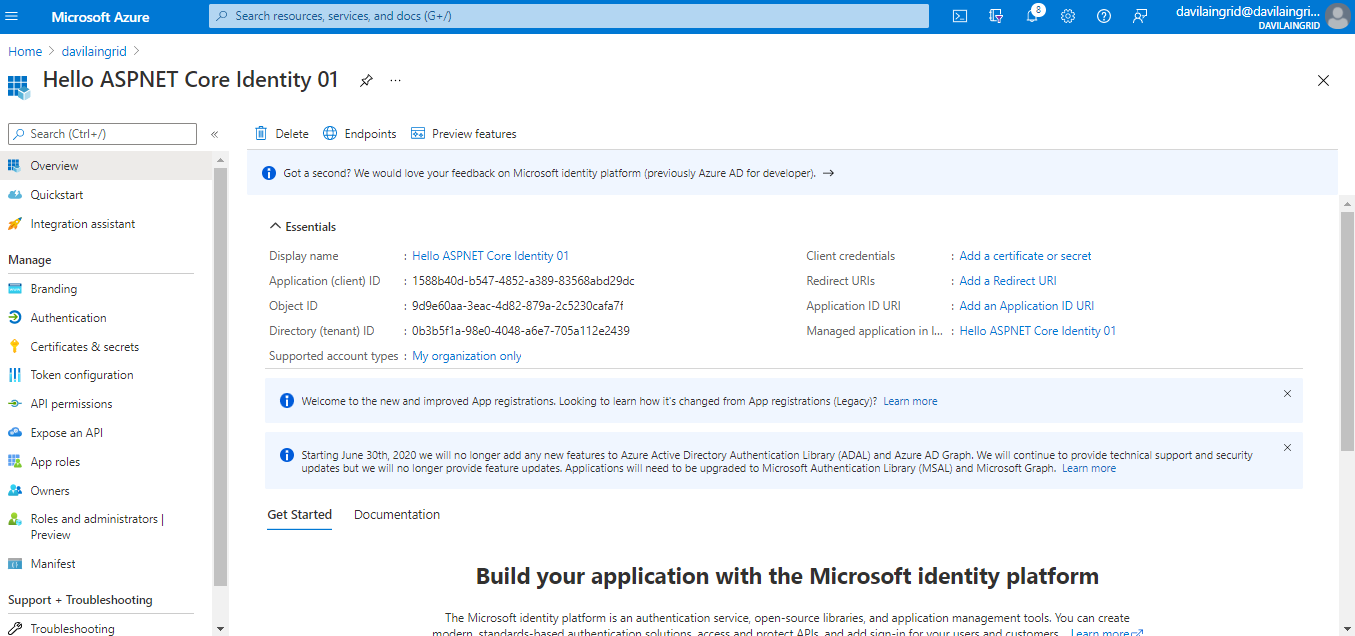 Microsoft Azure
Search resources, services, and docs (G+/)
8
davilaingrid@davilaingri...
DAVILAINGRID
Home > davilaingrid >
Hello ASPNET Core Identity 01
...
Search (Ctrl+/)
«
Delete
Endpoints
Preview features
Overview
Quickstart
Integration assistant
Manage
Branding
Authentication
Certificates & secrets
Token configuration
API permissions
Expose an API
App roles
Owners
Roles and administrators |
Preview
Manifest
Support + Troubleshooting
Troubleshooting
Got a second? We would love your feedback on Microsoft identity platform (previously Azure AD for developer). →
Essentials
Display name : Hello ASPNET Core Identity 01
Application (client) ID : 1588b40d-b547-4852-a389-83568abd29dc
Object ID : 9d9e60aa-3eac-4d82-879a-2c5230cafa7f
Directory (tenant) ID : 0b3b5f1a-98e0-4048-a6e7-705a112e2439
Supported account types : My organization only
Client credentials : Add a certificate or secret
Redirect URIs : Add a Redirect URI
Application ID URI : Add an Application ID URI
Managed application in l... : Hello ASPNET Core Identity 01
Welcome to the new and improved App registrations. Looking to learn how it's changed from App registrations (Legacy)? Learn more
Starting June 30th, 2020 we will no longer add any new features to Azure Active Directory Authentication Library (ADAL) and Azure AD Graph. We will continue to provide technical support and security
updates but we will no longer provide feature updates. Applications will need to be upgraded to Microsoft Authentication Library (MSAL) and Microsoft Graph. Learn more
Get Started
Documentation
Build your application with the Microsoft identity platform
The Microsoft identity platform is an authentication service, open-source libraries, and application management tools. You can create
modern, standards-based authentication solutions, access and protect APIs, and add sign-in for your users and customers. Learn more